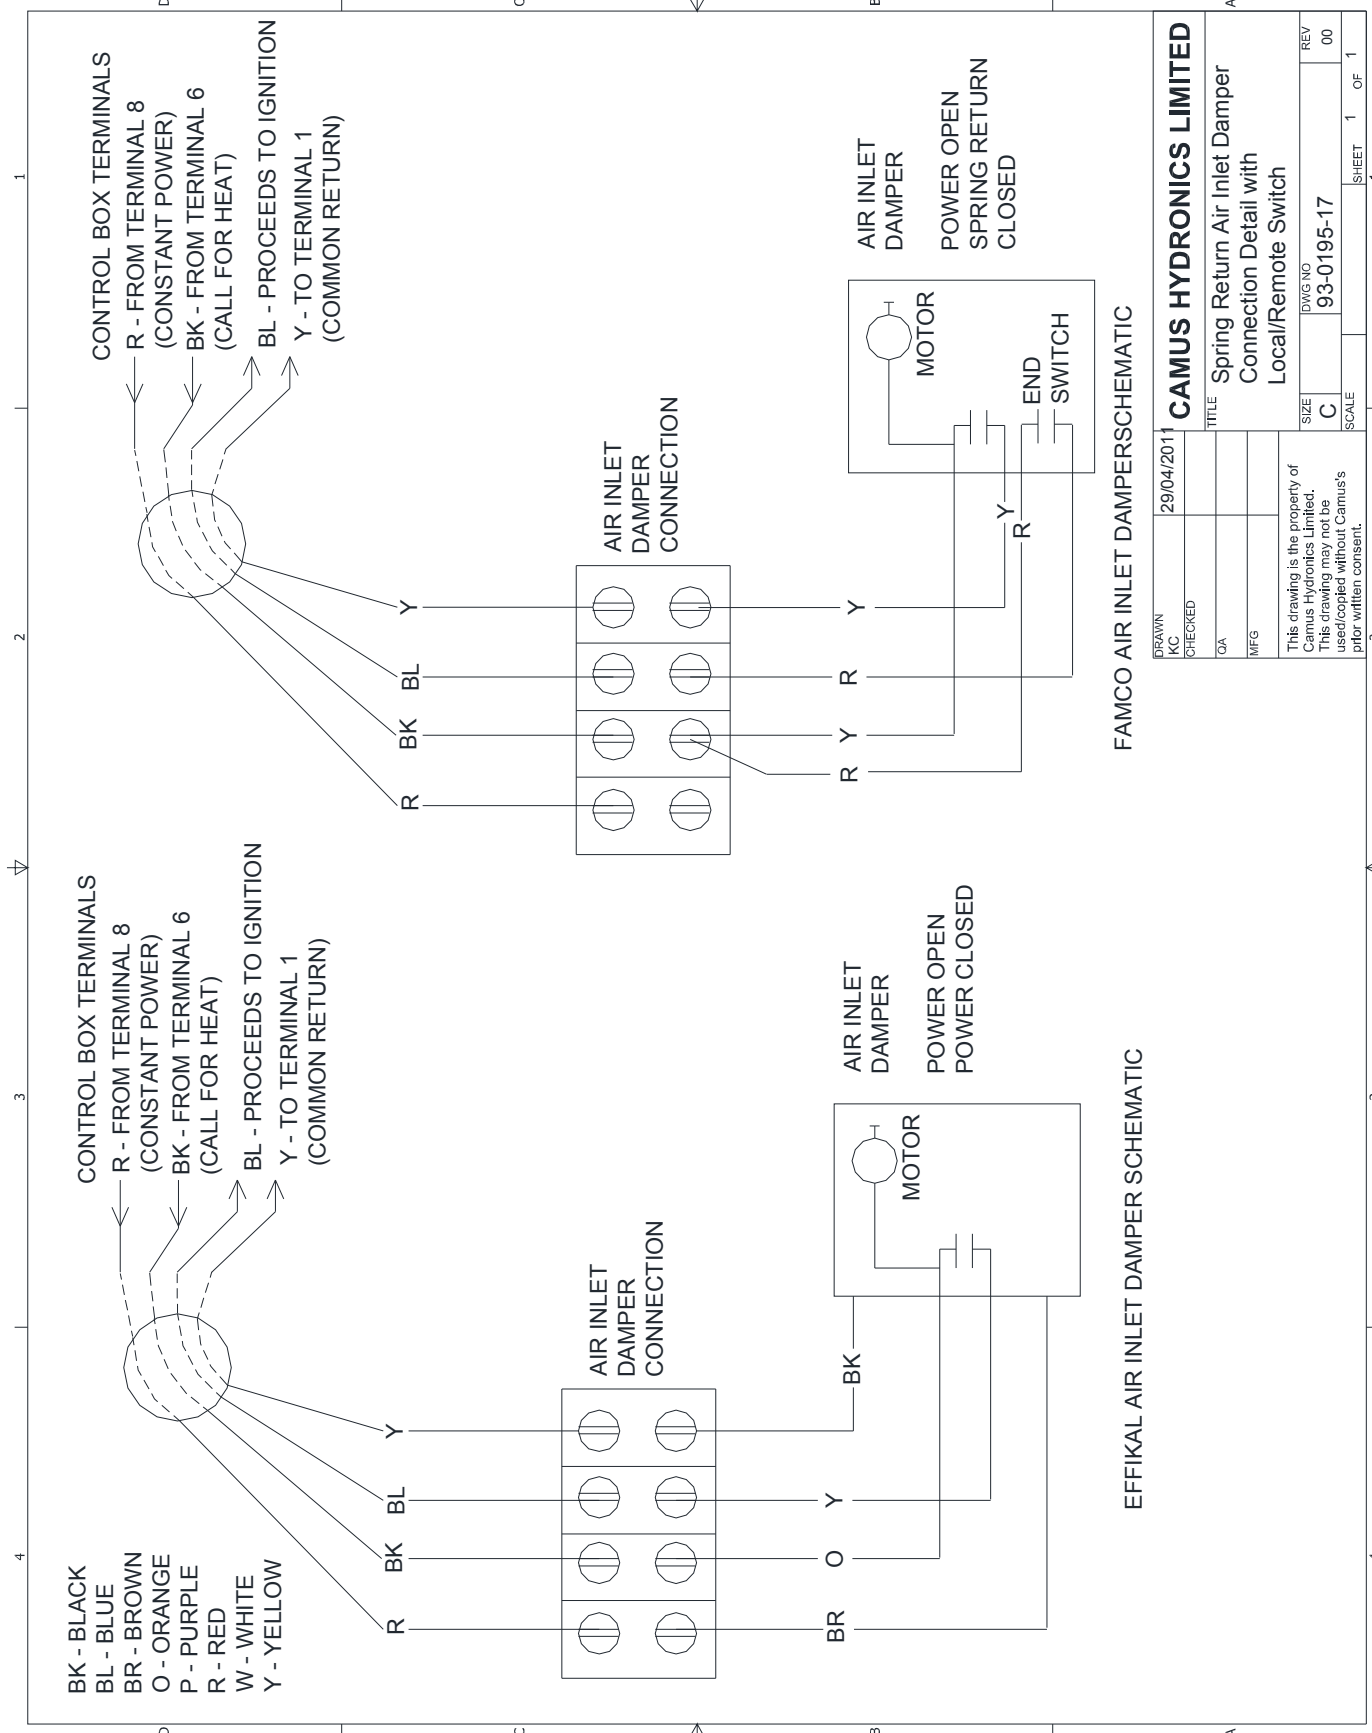 BK - BLACK
BL - BLUE
BR - BROWN
O - ORANGE
P - PURPLE
R - RED
W - WHITE
Y - YELLOW
CONTROL BOX TERMINALS
R - FROM TERMINAL 8
(CONSTANT POWER)
BK - FROM TERMINAL 6
(CALL FOR HEAT)
BL - PROCEEDS TO IGNITION
Y - TO TERMINAL 1
(COMMON RETURN)
R
BK
BL
Y
AIR INLET
DAMPER
CONNECTION
BR
O
Y
BK
MOTOR
AIR INLET
DAMPER
POWER OPEN
POWER CLOSED
EFFIKAL AIR INLET DAMPER SCHEMATIC
CONTROL BOX TERMINALS
R - FROM TERMINAL 8
(CONSTANT POWER)
BK - FROM TERMINAL 6
(CALL FOR HEAT)
BL - PROCEEDS TO IGNITION
Y - TO TERMINAL 1
(COMMON RETURN)
R
BK
BL
Y
AIR INLET
DAMPER
CONNECTION
R
Y
R
Y
Y
R
MOTOR
END
SWITCH
AIR INLET
DAMPER
POWER OPEN
SPRING RETURN
CLOSED
FAMCO AIR INLET DAMPERSCHEMATIC
DRAWN
KC
29/04/2011
CHECKED
QA
MFG
This drawing is the property of
Camus Hydronics Limited.
This drawing may not be
used/copied without Camus's
prior written consent.
CAMUS HYDRONICS LIMITED
TITLE
Spring Return Air Inlet Damper
Connection Detail with
Local/Remote Switch
SIZE
C
DWG NO
93-0195-17
REV
00
SCALE
SHEET 1 OF 1
4
3
2
1